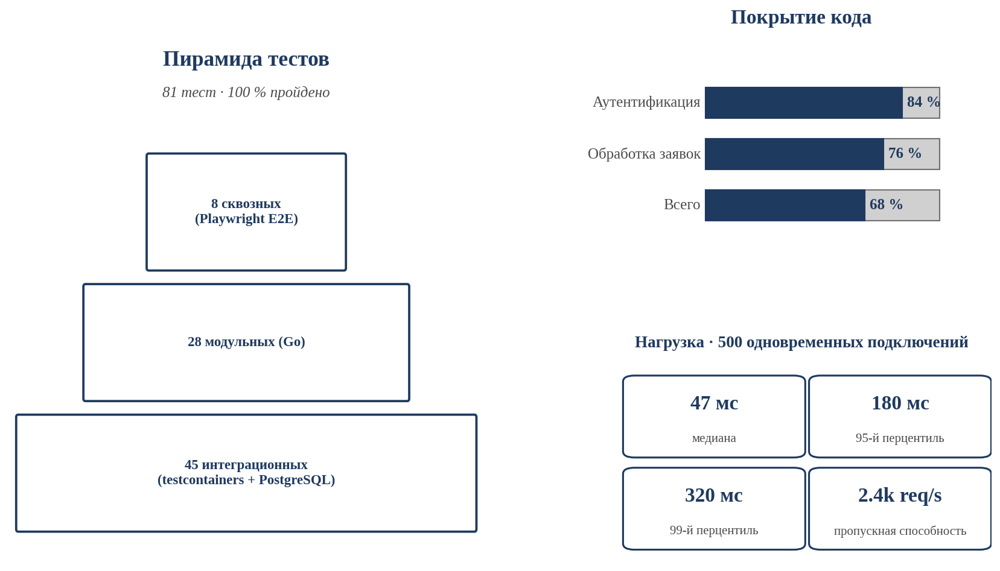 Пирамида тестов
81 тест · 100 % пройдено
8 сквозных
(Playwright E2E)
28 модульных (Go)
45 интеграционных
(testcontainers + PostgreSQL)
Покрытие кода
Аутентификация 84 %
Обработка заявок 76 %
Всего 68 %
Нагрузка · 500 одновременных подключений
47 мс
медиана
180 мс
95-й перцентиль
320 мс
99-й перцентиль
2.4k req/s
пропускная способность